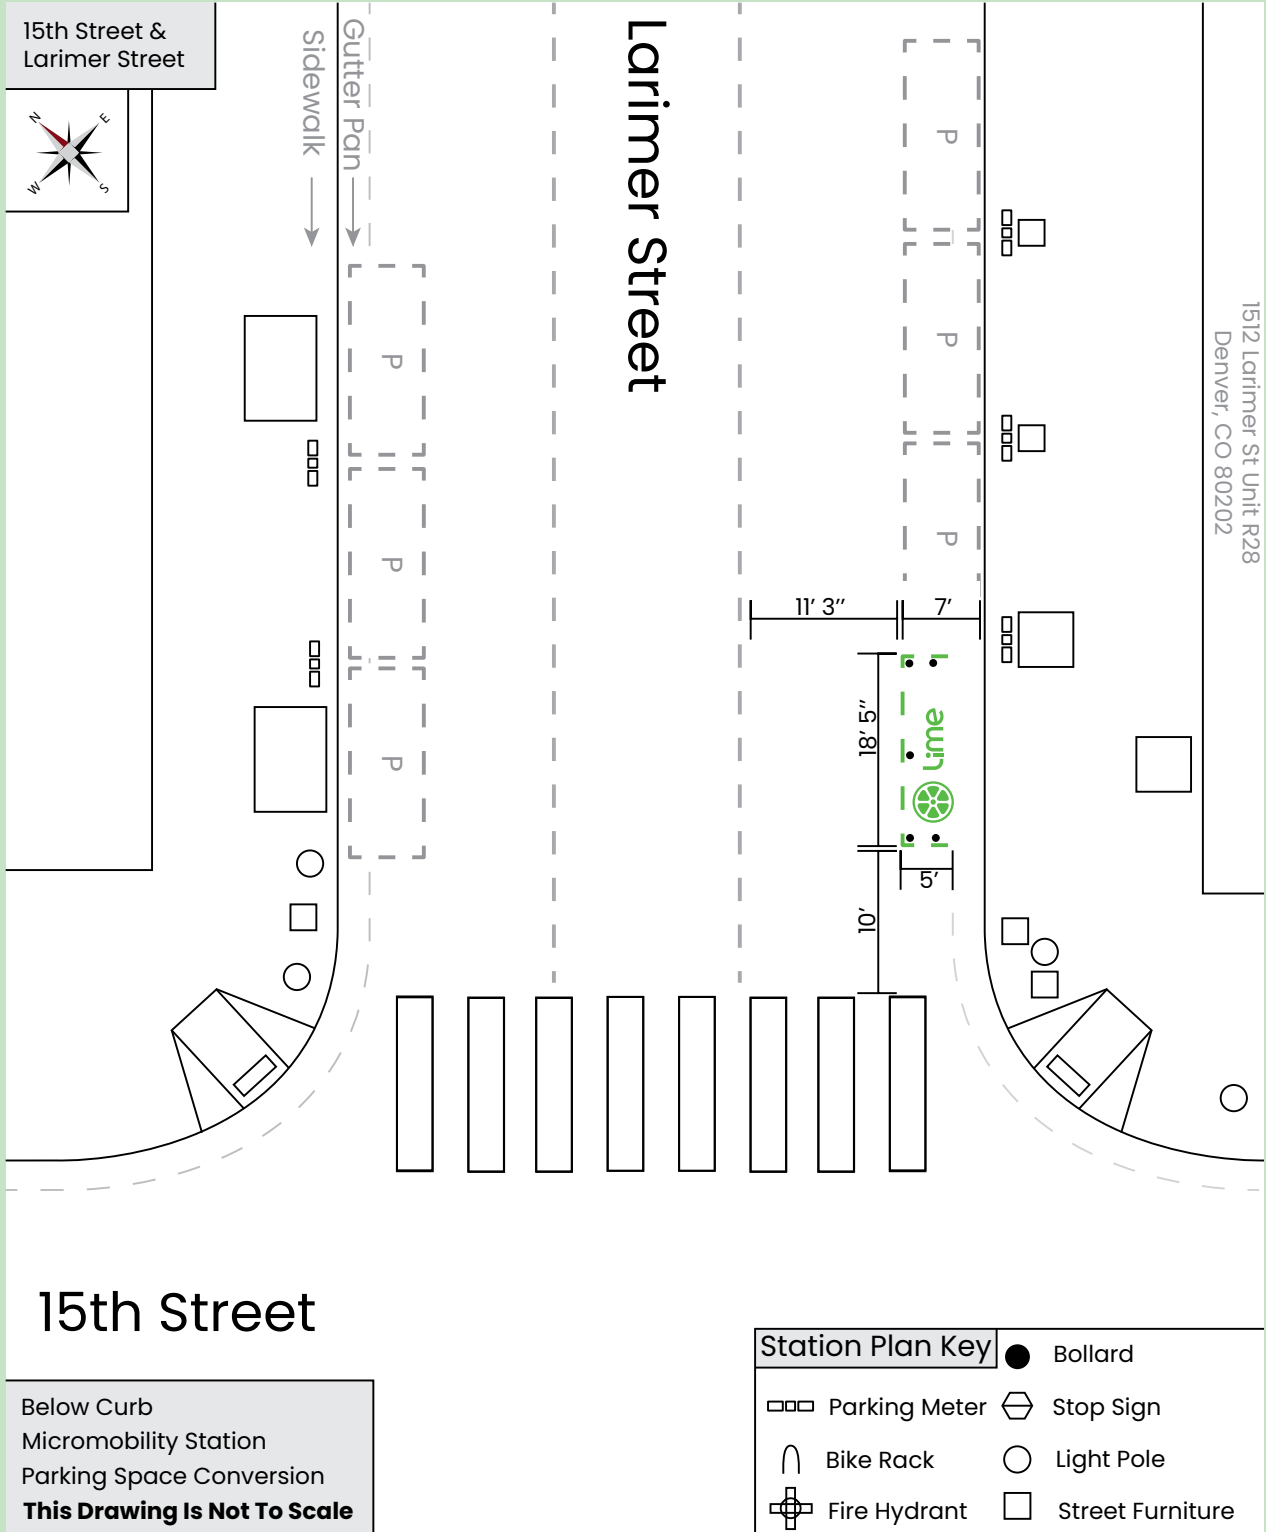 15th Street &
Larimer Street
N
E
W
S
Sidewalk
Gutter Pan
Larimer Street
P
P
P
P
P
P
1512 Larimer St Unit R28
Denver, CO 80202
11’ 3’’
7’
18’ 5’’
Lime
5’
10’
15th Street
Below Curb
Micromobility Station
Parking Space Conversion
This Drawing Is Not To Scale
Station Plan Key
Bollard
Parking Meter
Stop Sign
Bike Rack
Light Pole
Fire Hydrant
Street Furniture